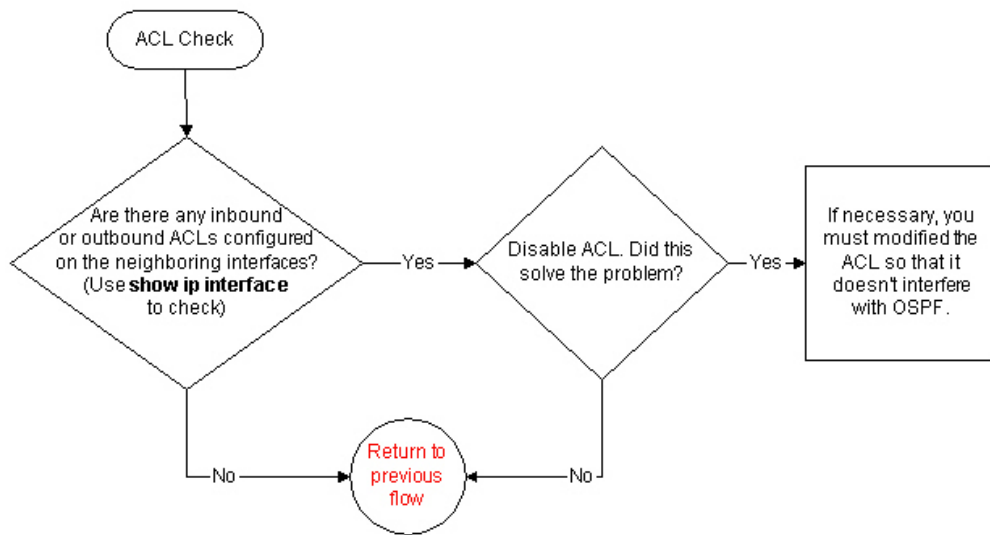 ACL Check
Are there any inbound
or outbound ACLs configured
on the neighboring interfaces?
(Use show ip interface
to check)
Yes
Disable ACL. Did this
solve the problem?
Yes
If necessary, you
must modified the
ACL so that it
doesn't interfere
with OSPF.
No
Return to
previous
flow
No